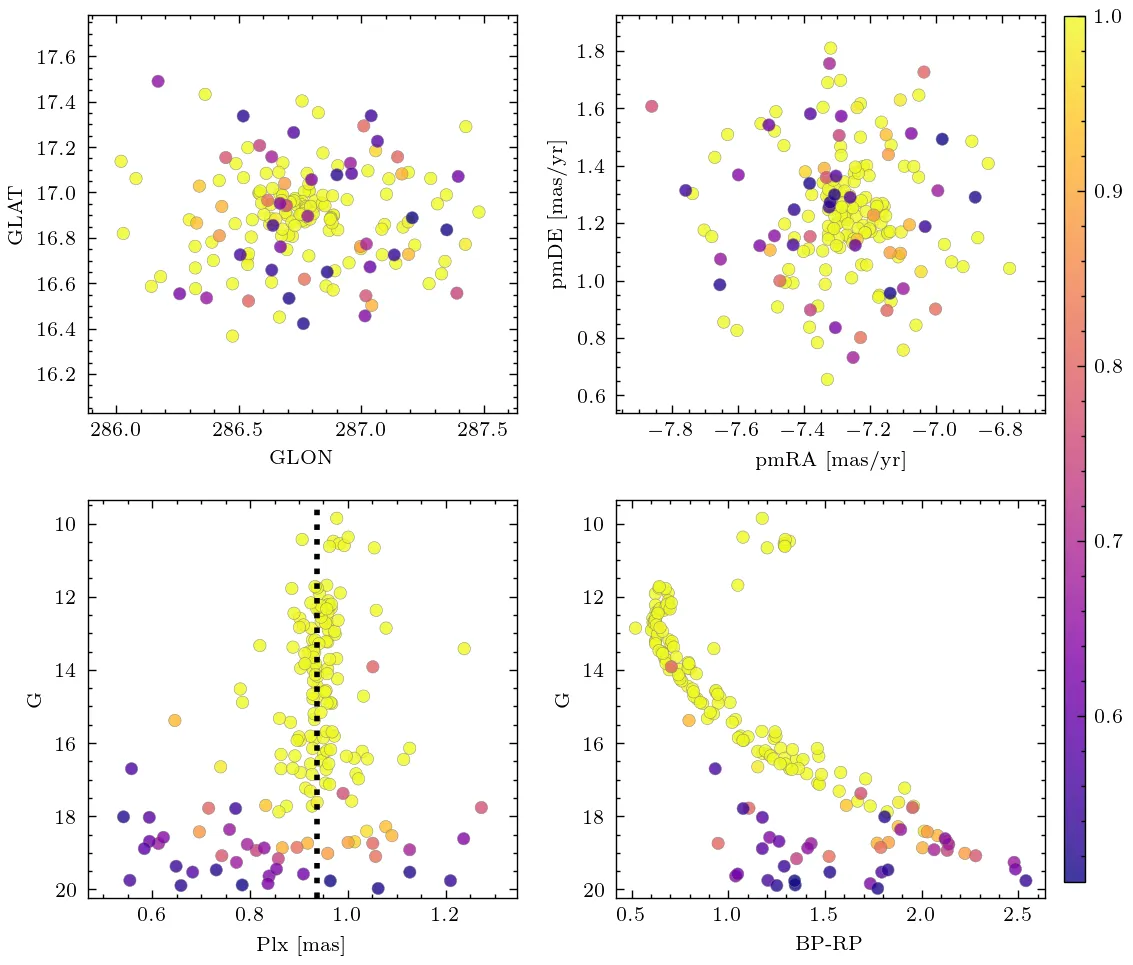 17.6
17.4
17.2
17.0
16.8
16.6
16.4
16.2
GLAT
286.0 286.5 287.0 287.5
GLON
1.8
1.6
1.4
1.2
1.0
0.8
0.6
pmDE [mas/yr]
−7.8 −7.6 −7.4 −7.2 −7.0 −6.8
pmRA [mas/yr]
10
12
14
16
18
20
G
0.6 0.8 1.0 1.2
Plx [mas]
10
12
14
16
18
20
G
0.5 1.0 1.5 2.0 2.5
BP-RP
1.0
0.9
0.8
0.7
0.6